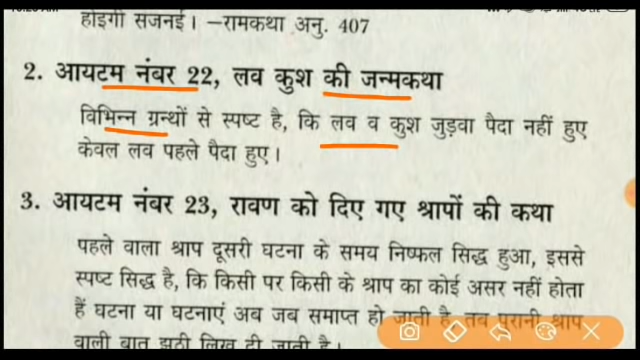 होइगी सजनई। –रामकथा अनु. 407
2. आयटम नंबर 22, लव कुश की जन्मकथा
विभिन्न ग्रन्थों से स्पष्ट है, कि लव व कुश जुड़वा पैदा नहीं हुए
केवल लव पहले पैदा हुए।
3. आयटम नंबर 23, रावण को दिए गए श्रापों की कथा
पहले वाला श्राप दूसरी घटना के समय निष्फल सिद्ध हुआ, इससे
स्पष्ट सिद्ध है, कि किसी पर किसी के श्राप का कोई असर नहीं होता
हैं घटना या घटनाएं अब जब समाप्त हो जाती है, तब पुरानी श्राप
वाली बात झूठी लिख दी जाती है।